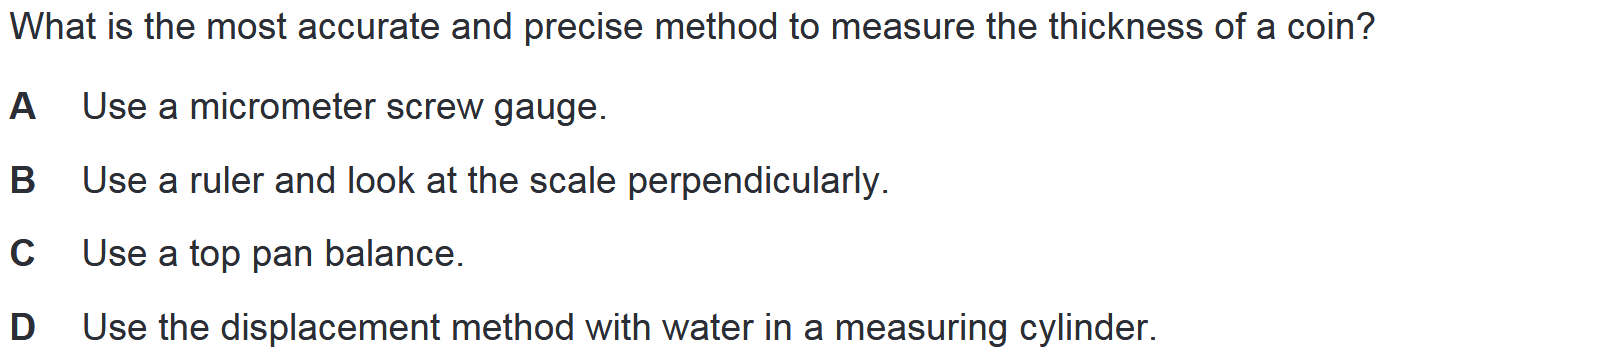 What is the most accurate and precise method to measure the thickness of a coin?
A Use a micrometer screw gauge.
B Use a ruler and look at the scale perpendicularly.
C Use a top pan balance.
D Use the displacement method with water in a measuring cylinder.